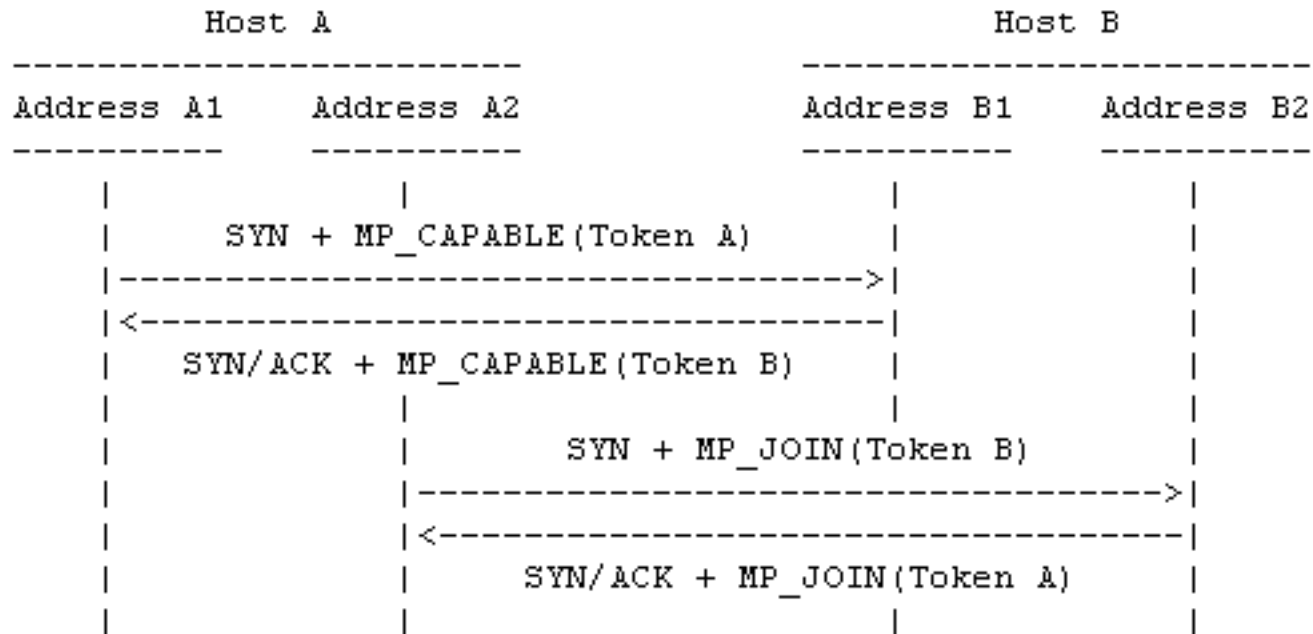 Host A Host B
Address A1 Address A2 Address B1 Address B2
SYN + MP_CAPABLE(Token A)
SYN/ACK + MP_CAPABLE(Token B)
SYN + MP_JOIN(Token B)
SYN/ACK + MP_JOIN(Token A)